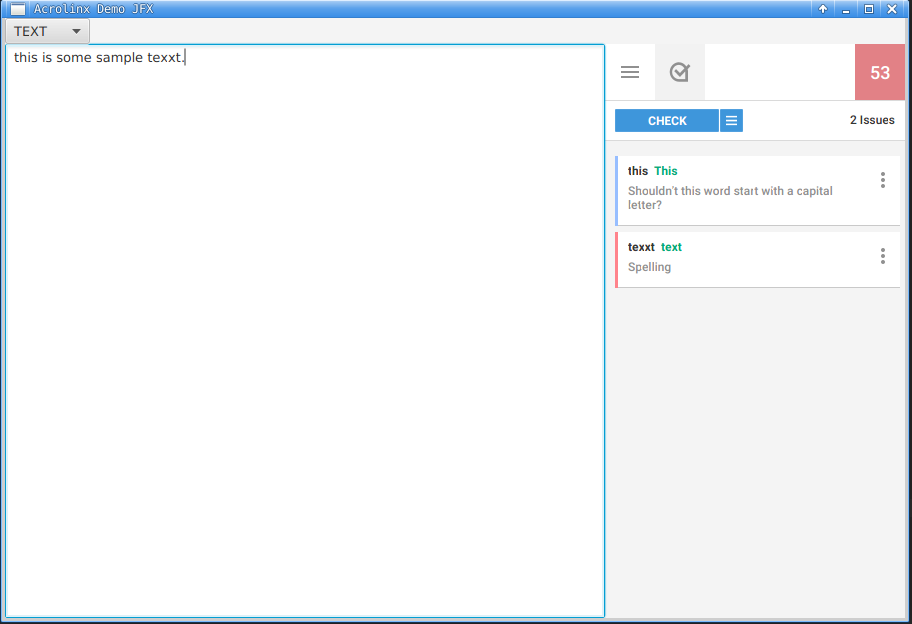 Acrolinx Demo JFX
TEXT
this is some sample texxt.
53
CHECK
2 Issues
this This
Shouldn't this word start with a capital
letter?
texxt text
Spelling